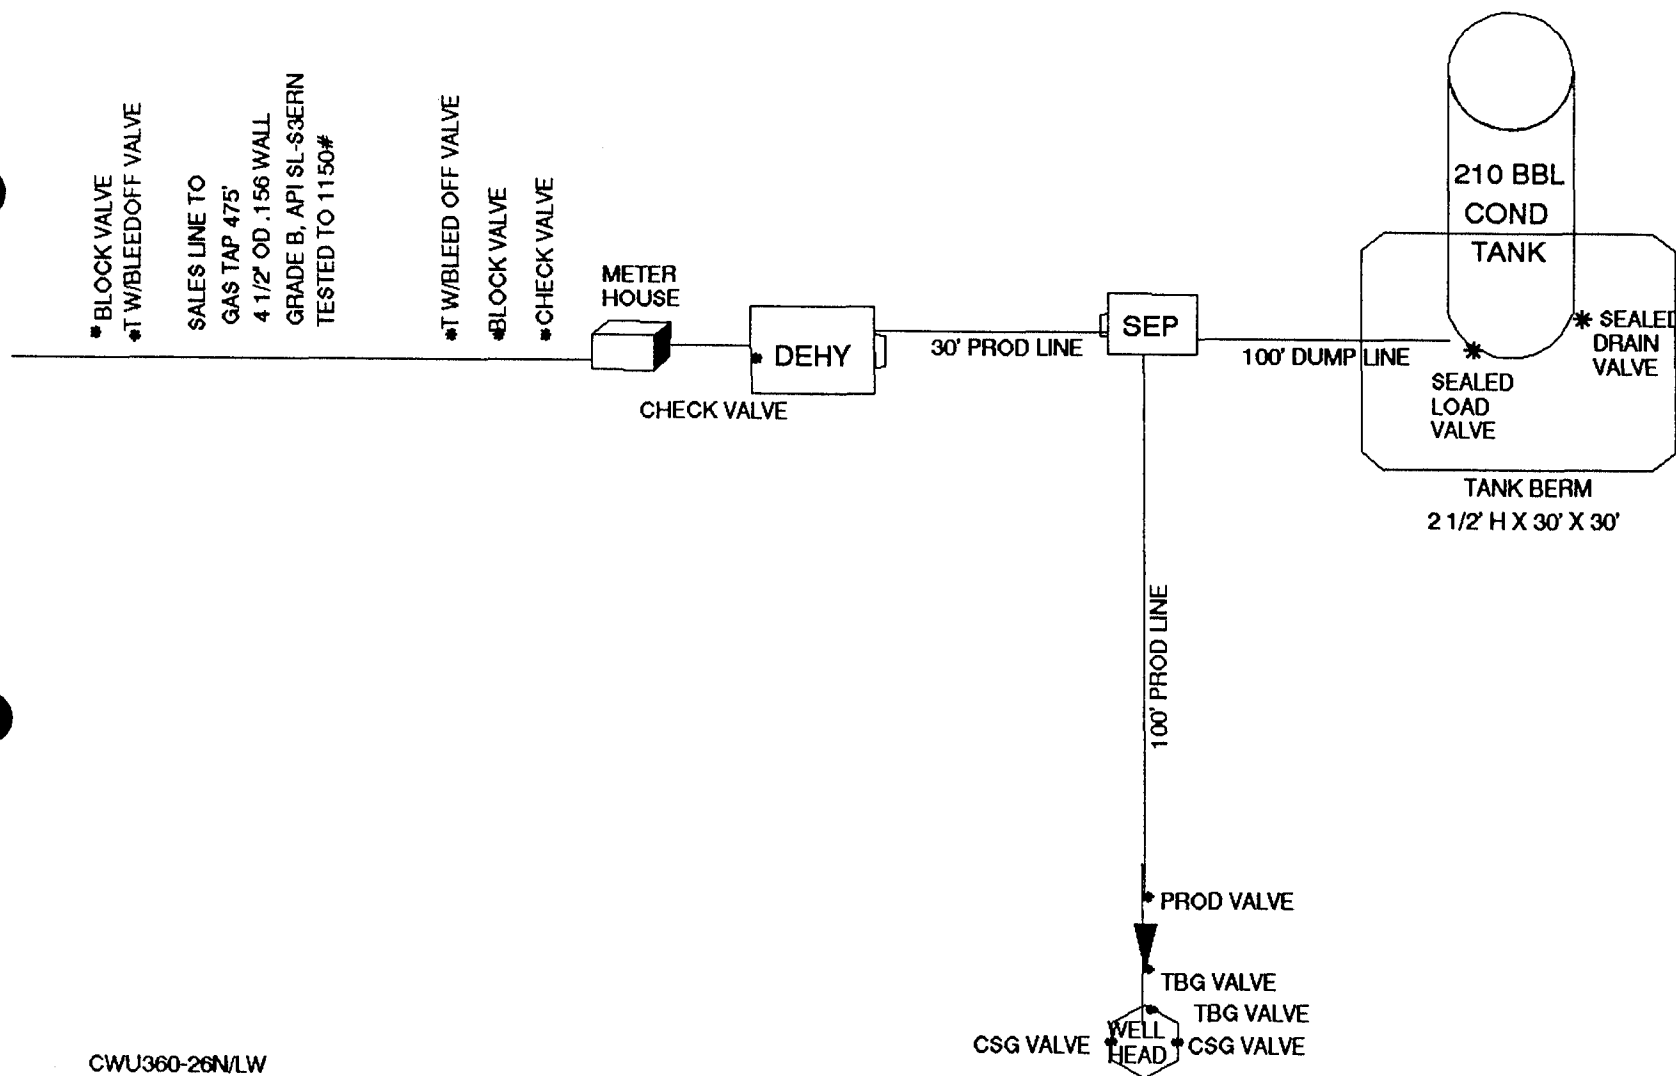 * BLOCK VALVE
*T W/BLEEDOFF VALVE
SALES LINE TO
GAS TAP 475'
4 1/2' OD .156 WALL
GRADE B, API SL-S3ERN
TESTED TO 1150#
*T W/BLEED OFF VALVE
*BLOCK VALVE
*CHECK VALVE
METER
HOUSE
* DEHY
CHECK VALVE
30' PROD LINE
SEP
100' DUMP LINE
210 BBL
COND
TANK
* SEALED
DRAIN
VALVE
*
SEALED
LOAD
VALVE
TANK BERM
2 1/2' H X 30' X 30'
100' PROD LINE
PROD VALVE
TBG VALVE
TBG VALVE
CSG VALVE
WELL
HEAD
CSG VALVE
CWU360-26N/LW